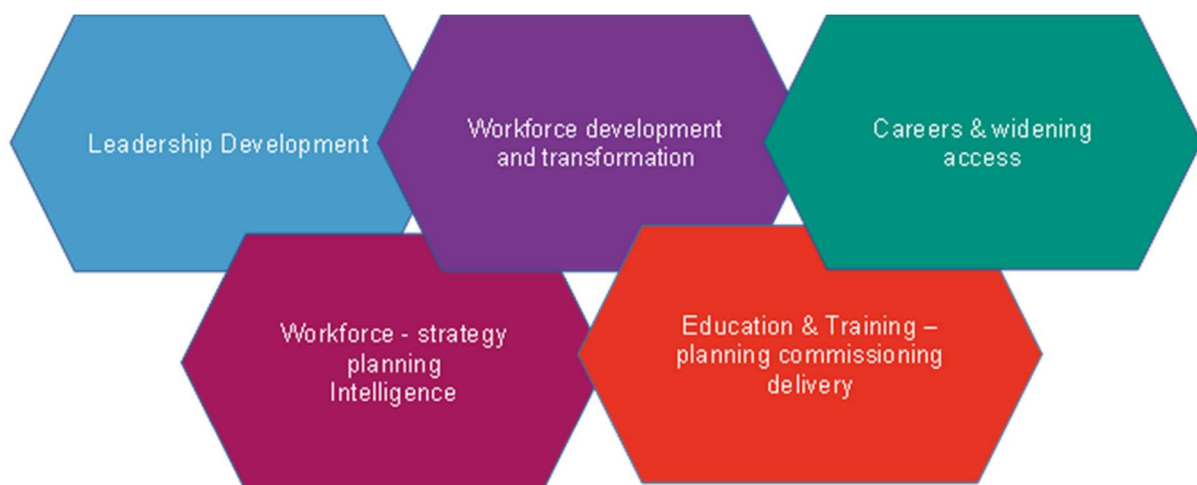 Leadership Development
Workforce development
and transformation
Careers & widening
access
Workforce - strategy
planning
Intelligence
Education & Training –
planning commissioning
delivery